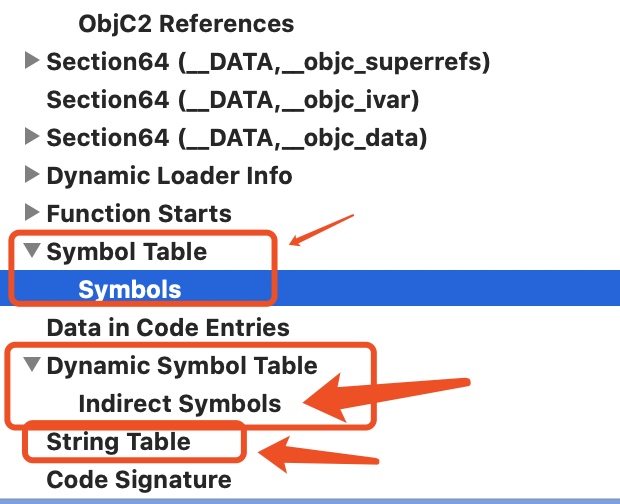 ObjC2 References
Section64 (__DATA,__objc_superrefs)
Section64 (__DATA,__objc_ivar)
Section64 (__DATA,__objc_data)
Dynamic Loader Info
Function Starts
Symbol Table
Symbols
Data in Code Entries
Dynamic Symbol Table
Indirect Symbols
String Table
Code Signature